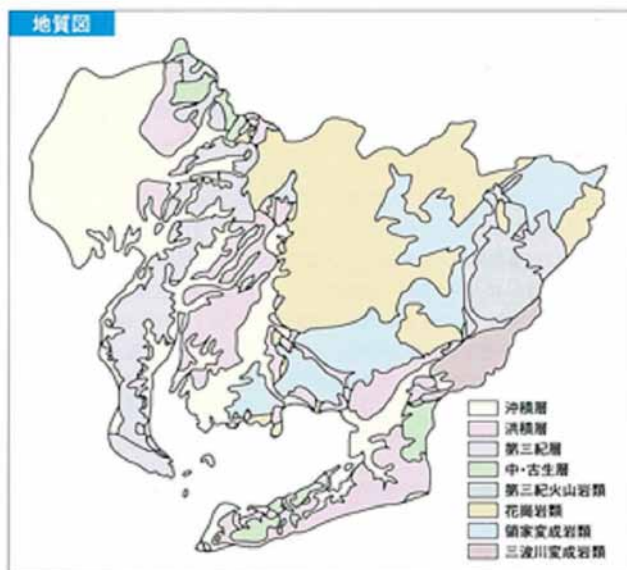 地質図
沖積層
洪積層
第三紀層
中・古生層
第三紀火山岩類
花崗岩類
領家変成岩類
三波川変成岩類